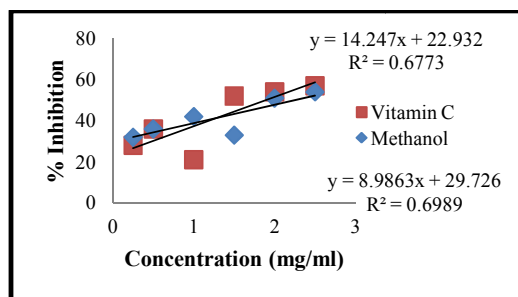 80
60
40
20
0
% Inhibition
y = 14.247x + 22.932
R² = 0.6773
Vitamin C
Methanol
y = 8.9863x + 29.726
R² = 0.6989
0
1
2
3
Concentration (mg/ml)